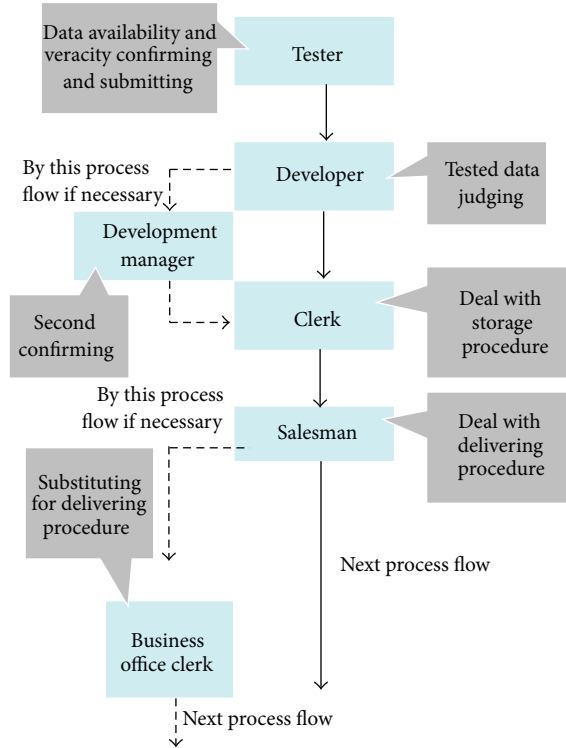 Data availability and
veracity confirming
and submitting
Tester
By this process
flow if necessary
Developer
Tested data
judging
Development
manager
Second
confirming
Clerk
Deal with
storage
procedure
By this process
flow if necessary
Salesman
Deal with
delivering
procedure
Substituting
for delivering
procedure
Next process flow
Business
office clerk
Next process flow